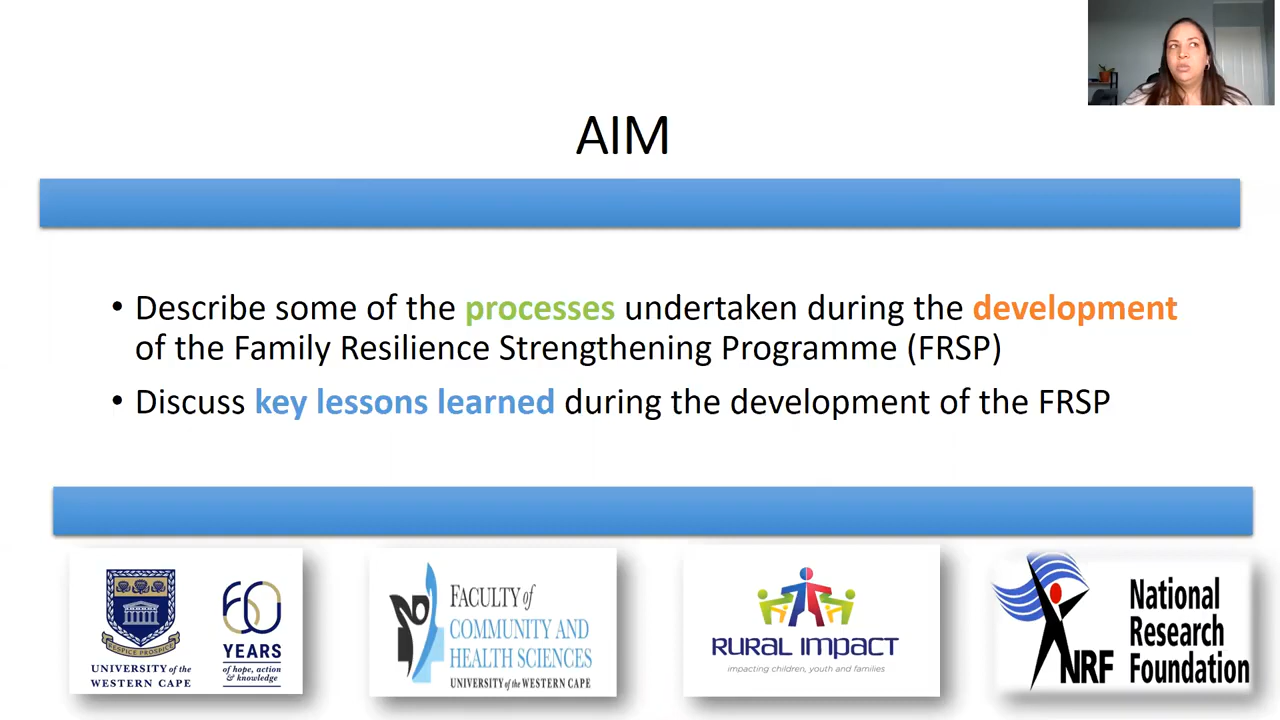 AIM
• Describe some of the processes undertaken during the development
of the Family Resilience Strengthening Programme (FRSP)
• Discuss key lessons learned during the development of the FRSP
RESPICE PROSPICE
UNIVERSITY of the
WESTERN CAPE
60
YEARS
of hope, action
& knowledge
FACULTY of
COMMUNITY AND
HEALTH SCIENCES
UNIVERSITY of the WESTERN CAPE
RURAL IMPACT
impacting children, youth and families
NRF
National
Research
Foundation